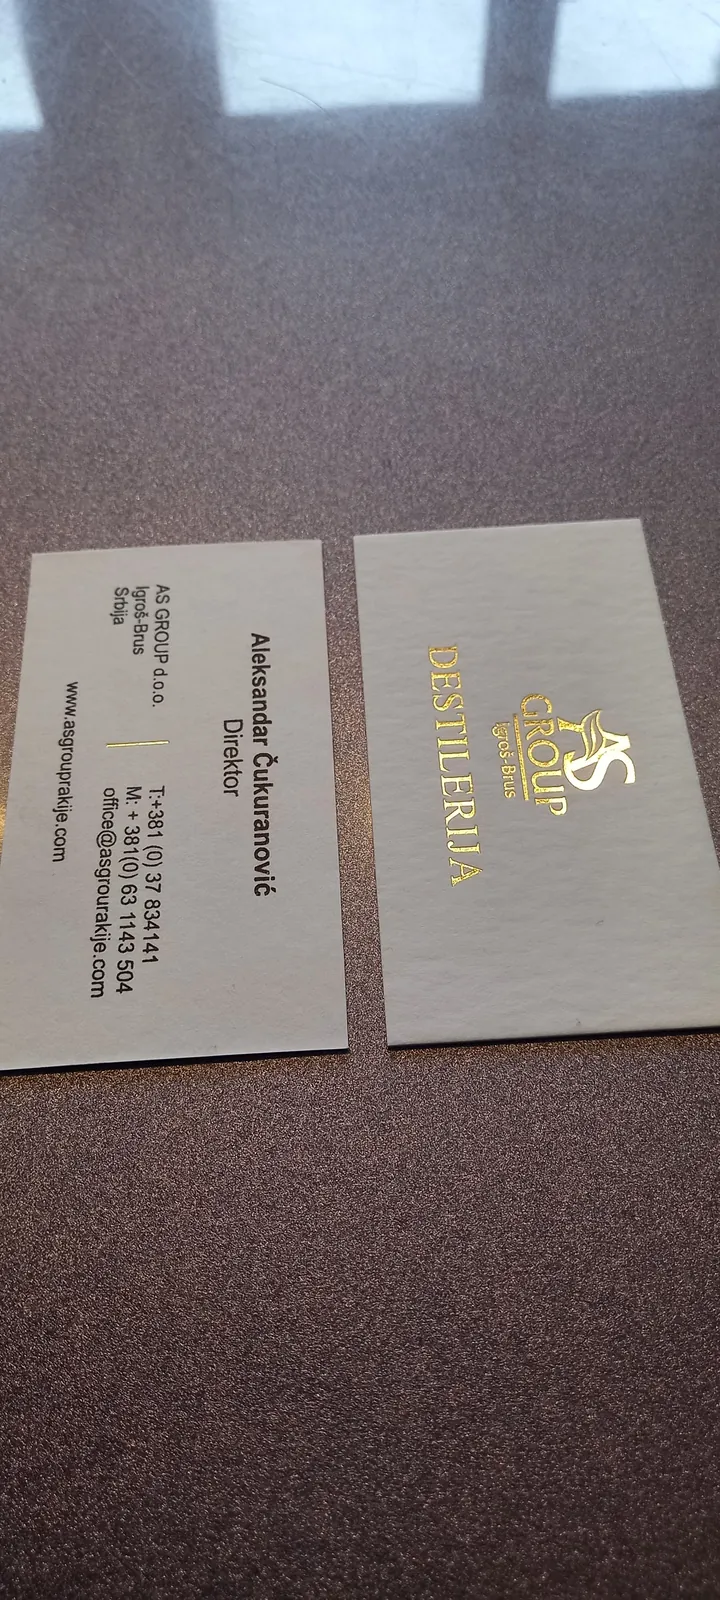 AS
GROUP
Igroš-Brus
DESTILERIJA
Aleksandar Čukuranović
Direktor
AS GROUP d.o.o.
Igroš-Brus
Srbija
T:+381 (0) 37 834141
M: + 381(0) 63 1143 504
office@asgrourakije.com
www.asgrouprakije.com